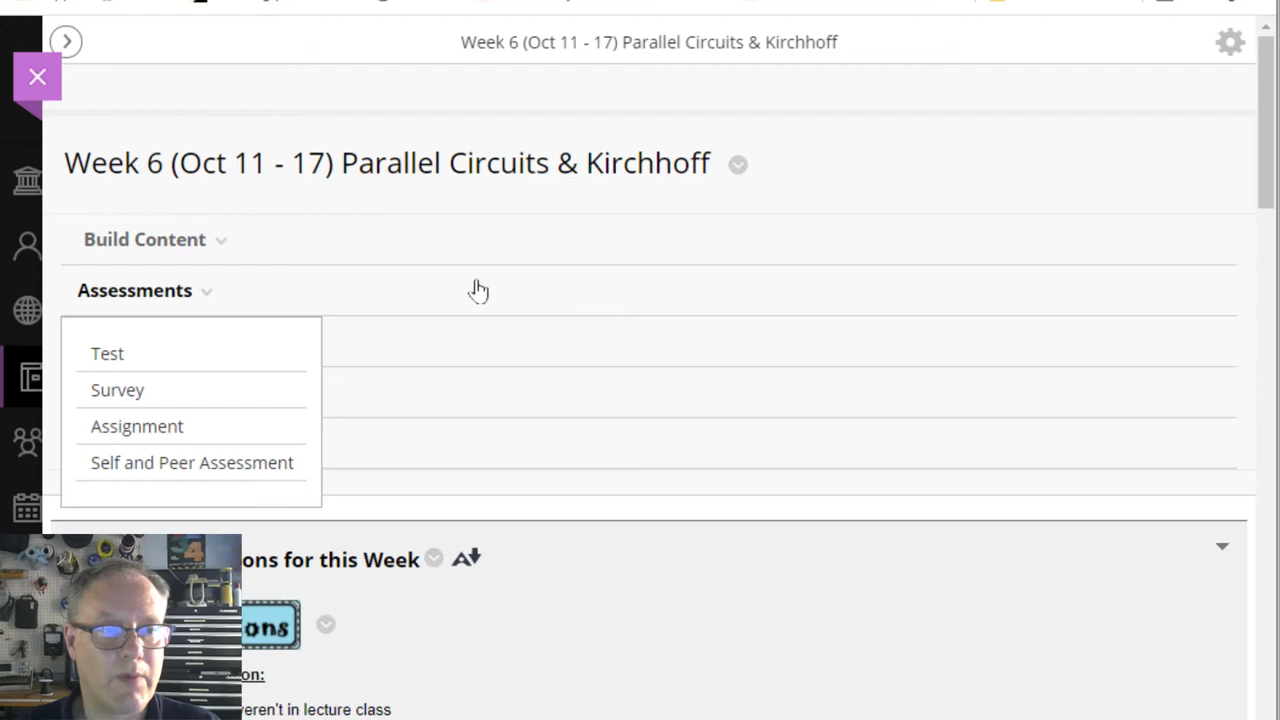 Week 6 (Oct 11 - 17) Parallel Circuits & Kirchhoff
Week 6 (Oct 11 - 17) Parallel Circuits & Kirchhoff
Build Content
Assessments
Test
Survey
Assignment
Self and Peer Assessment
ons for this Week
ons
on:
eren't in lecture class